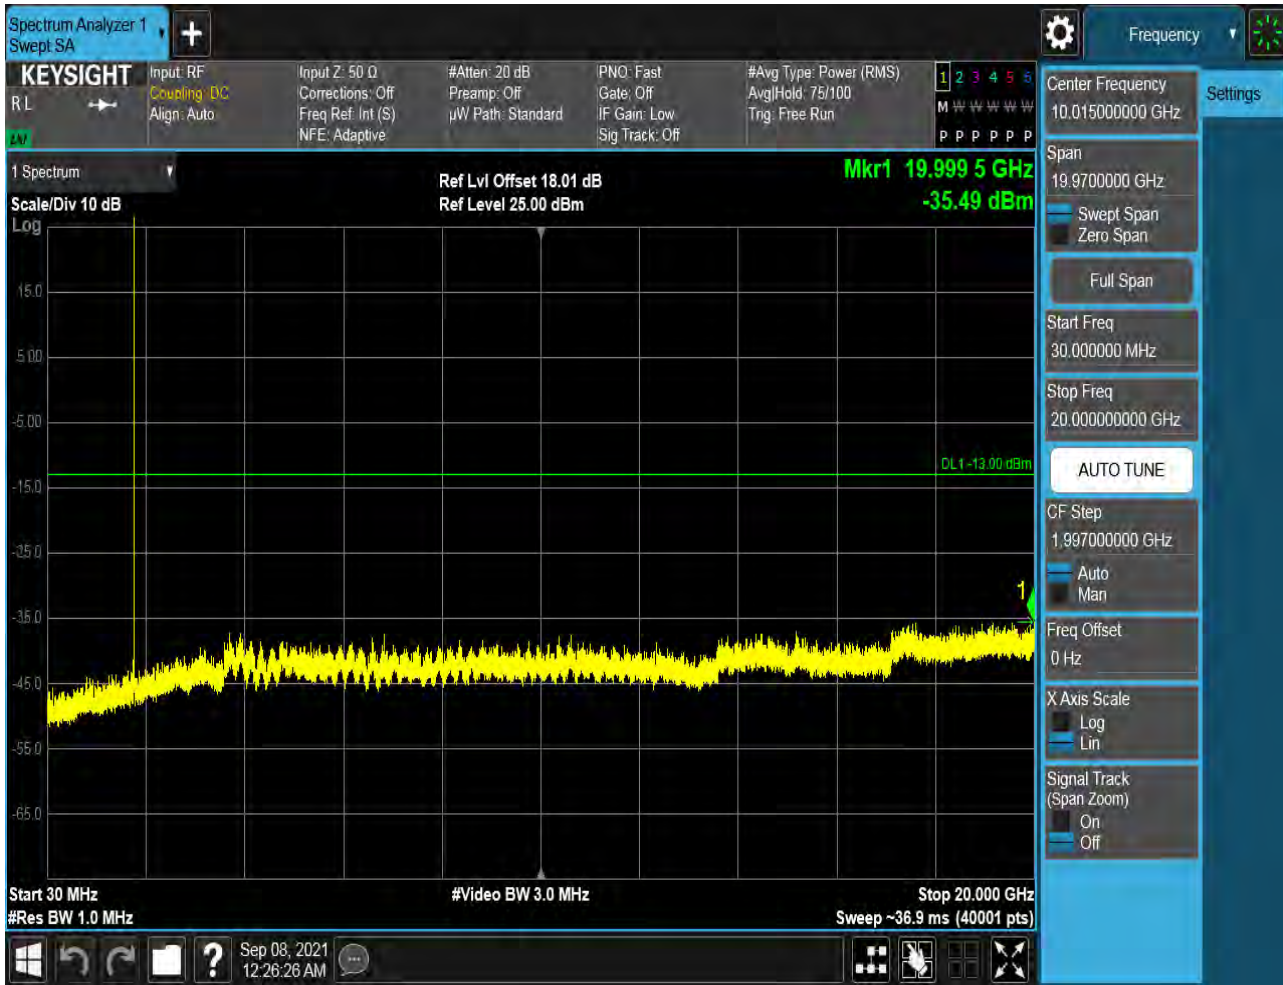 Spectrum Analyzer 1
Swept SA
Frequency
KEYSIGHT
R L
LNI
Input: RF
Coupling: DC
Align: Auto
Input Z: 50 Ω
Corrections: Off
Freq Ref: Int (S)
NFE: Adaptive
#Atten: 20 dB
Preamp: Off
µW Path: Standard
PNO: Fast
Gate: Off
IF Gain: Low
Sig Track: Off
#Avg Type: Power (RMS)
Avg|Hold: 75/100
Trig: Free Run
1 2 3 4 5 6
M W W W W W
P P P P P P
1 Spectrum
Scale/Div 10 dB
Log
Ref Lvl Offset 18.01 dB
Ref Level 25.00 dBm
Mkr1 19.999 5 GHz
-35.49 dBm
15.0
5.00
-5.00
DL1 -13.00 dBm
-15.0
-25.0
1
-35.0
-45.0
-55.0
-65.0
Start 30 MHz
#Video BW 3.0 MHz
Stop 20.000 GHz
#Res BW 1.0 MHz
Sweep ~36.9 ms (40001 pts)
?
Sep 08, 2021
12:26:26 AM
Center Frequency
10.015000000 GHz
Span
19.9700000 GHz
Swept Span
Zero Span
Full Span
Start Freq
30.000000 MHz
Stop Freq
20.000000000 GHz
AUTO TUNE
CF Step
1.997000000 GHz
Auto
Man
Freq Offset
0 Hz
X Axis Scale
Log
Lin
Signal Track
(Span Zoom)
On
Off
Settings